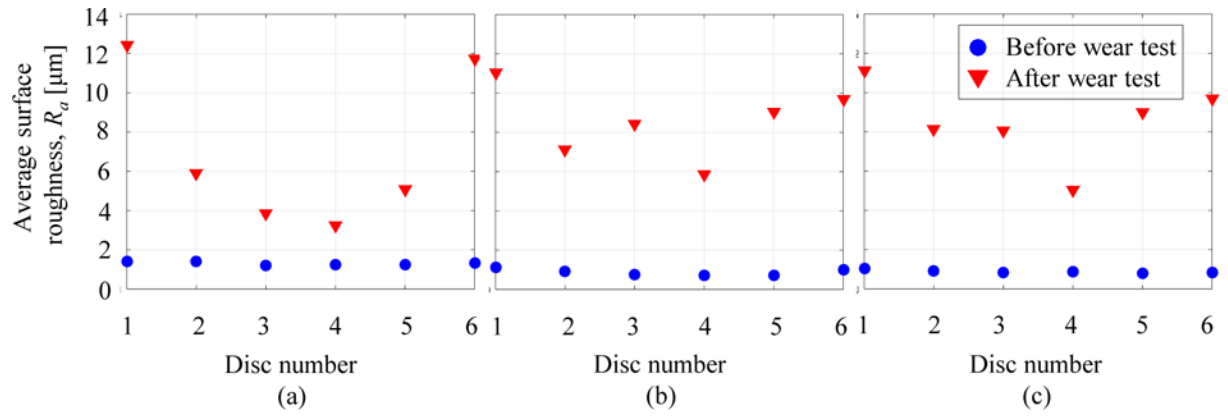 14
12
10
8
6
4
2
0
Average surface
roughness, Rₐ [μm]
Before wear test
After wear test
1 2 3 4 5 6 1 2 3 4 5 6 1 2 3 4 5 6
Disc number Disc number Disc number
(a) (b) (c)